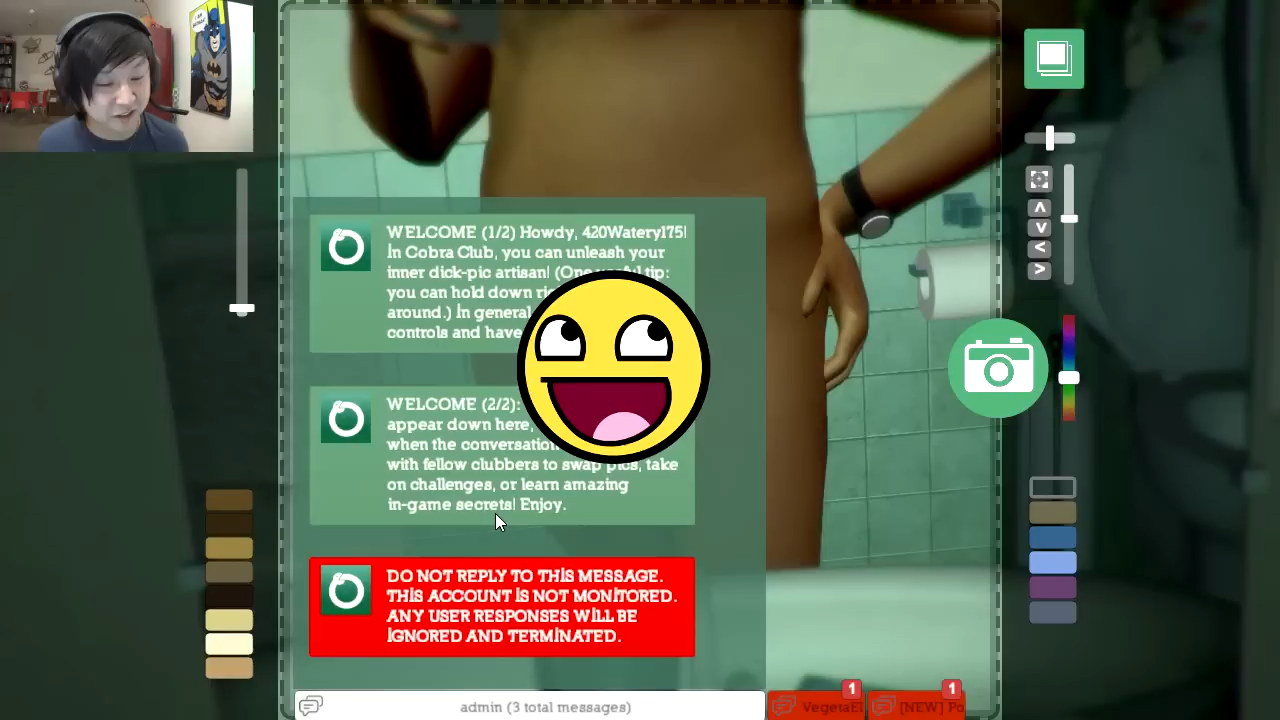 WELCOME (1/2) Howdy, 420Watery175!
In Cobra Club, you can unleash your
inner dick-pic artisan! (One useful tip:
you can hold down
around.) In general
controls and have
WELCOME (2/2):
appear down here,
when the conversation
with fellow clubbers to swap pics, take
on challenges, or learn amazing
in-game secrets! Enjoy.
DO NOT REPLY TO THIS MESSAGE.
THIS ACCOUNT IS NOT MONITORED.
ANY USER RESPONSES WILL BE
IGNORED AND TERMINATED.
admin (3 total messages)
1
1
[NEW]